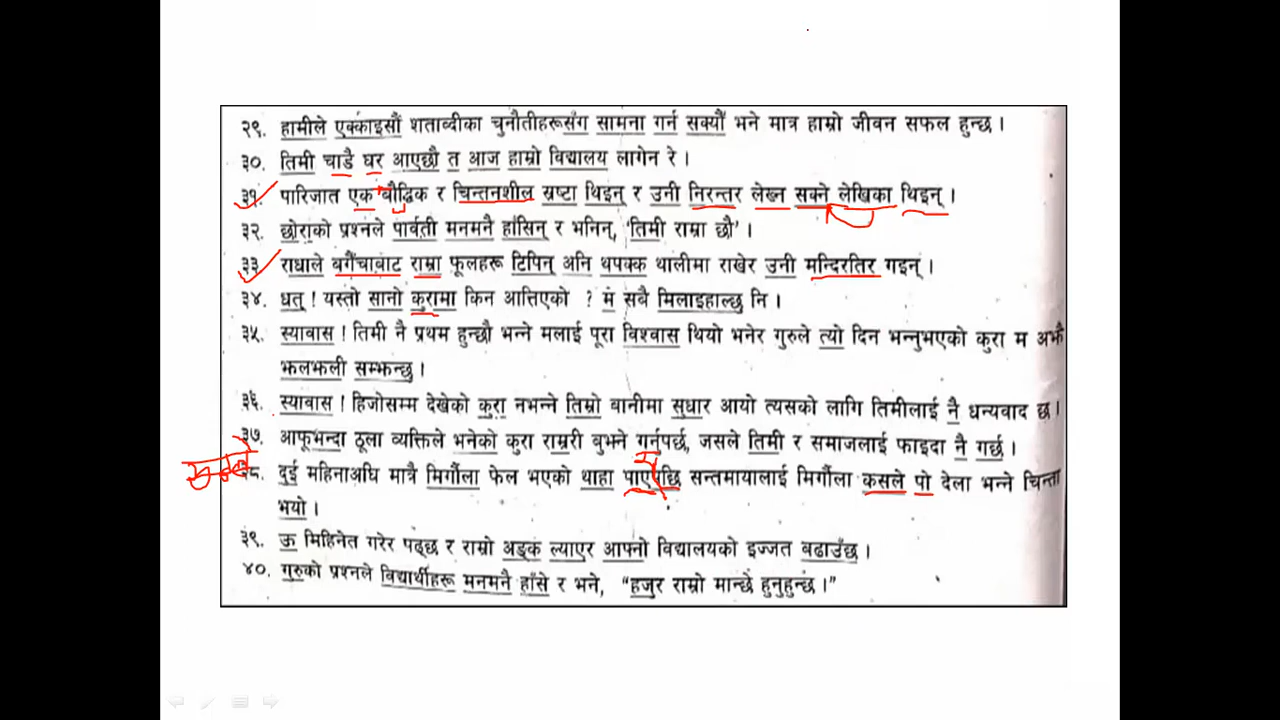 २९. हामीले एक्काइसौं शताब्दीका चुनौतीहरूसँग सामना गर्न सक्यौं भने मात्र हाम्रो जीवन सफल हुन्छ ।
३०. तिमी चाडै घर आएछौ त आज हाम्रो विद्यालय लागेन रे ।
३१. पारिजात एक बौद्धिक र चिन्तनशील स्रष्टा थिइन् र उनी निरन्तर लेख्न सक्ने लेखिका थिइन् ।
३२. छोराको प्रश्नले पार्वती मनमनै हाँसिन् र भनिन्, ‘तिमी राम्रा छौ’ ।
३३. राधाले बगैंचाबाट राम्रा फूलहरू टिपिन् अनि थपक्क थालीमा राखेर उनी मन्दिरतिर गइन् ।
३४. धत् ! यस्तो सानो कुरामा किन आत्तिएको ? म सबै मिलाइहाल्छु नि ।
३५. स्यावास ! तिमी नै प्रथम हुन्छौ भन्ने मलाई पूरा विश्वास थियो भनेर गुरुले त्यो दिन भन्नुभएको कुरा म अझै
झलझली सम्झन्छु ।
३६. स्यावास ! हिजोसम्म देखेको कुरा नभन्ने तिम्रो बानीमा सुधार आयो त्यसको लागि तिमीलाई नै धन्यवाद छ ।
३७. आफूभन्दा ठूला व्यक्तिले भनेको कुरा राम्ररी बुझ्ने गर्नुपर्छ, जसले तिमी र समाजलाई फाइदा नै गर्छ ।
३८. दुई महिनाअघि मात्रै मिर्गौला फेल भएको थाहा पाएपछि सन्तमायालाई मिर्गौला कसले पो देला भन्ने चिन्ता
भयो ।
३९. ऊ मिहिनेत गरेर पढ्छ र राम्रो अङ्क ल्याएर आफ्नो विद्यालयको इज्जत बढाउँछ ।
४०. गुरुको प्रश्नले विद्यार्थीहरू मनमनै हाँसे र भने, “हजुर राम्रो मान्छे हुनुहुन्छ ।”